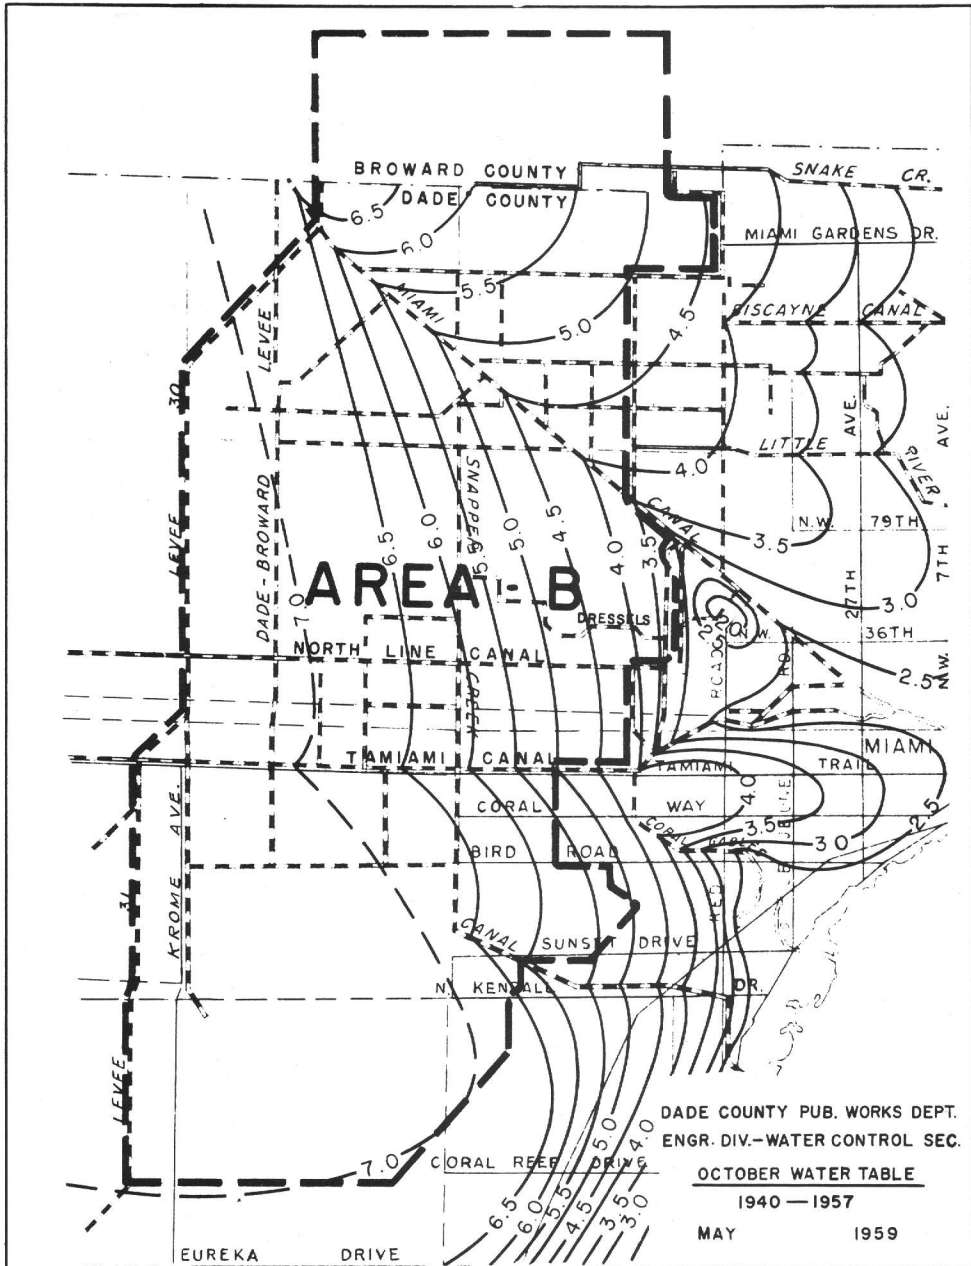 BROWARD COUNTY
DADE COUNTY
SNAKE CR.
MIAMI GARDENS DR.
6.5
6.0
5.5
5.0
4.5
MIAMI
BISCAYNE CANAL
LEVEE
30
LEVEE
DADE-BROWARD
SNAPPER
CREEK
LITTLE
RIVER
AVE.
AVE.
4.0
CANAL
N.W. 79TH
3.5
27TH
7TH
3.0
6.5
6.0
5.5
5.0
4.5
4.0
3.5
7.0
AREA-B
DRESSELS
2.0
N.W. 36TH
NORTH LINE CANAL
ROAD
RD.
2.5
N.W.
TAMIAMI CANAL
TAMIAMI TRAIL
MIAMI
CORAL WAY
4.0
3.5
3.0
2.5
CORAL GABLES
LE JEUNE
BIRD ROAD
RED
KROME AVE.
31
CANAL
SUNSET DRIVE
N. KENDALL DR.
LEVEE
7.0
CORAL REEF DRIVE
6.5
6.0
5.5
5.0
4.5
4.0
3.5
3.0
EUREKA DRIVE
DADE COUNTY PUB. WORKS DEPT.
ENGR. DIV.-WATER CONTROL SEC.
OCTOBER WATER TABLE
1940—1957
MAY 1959